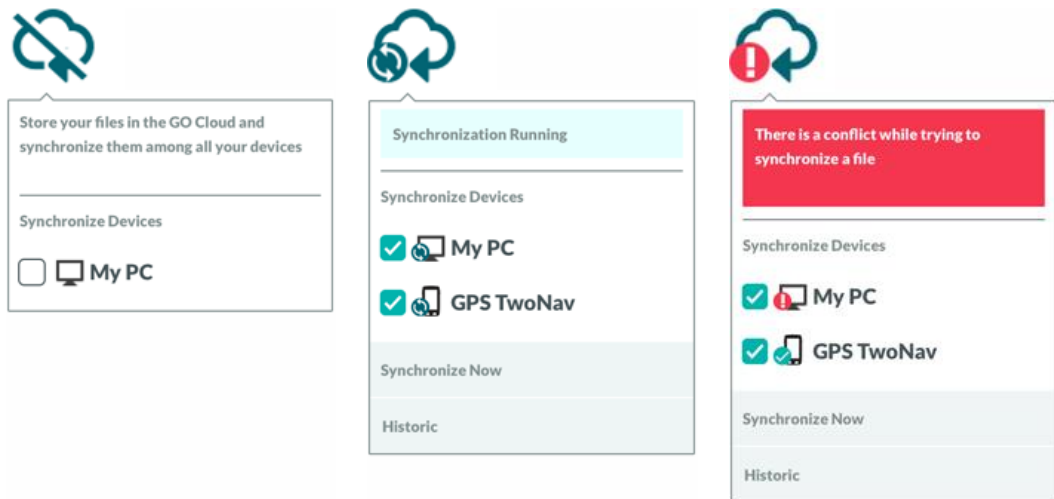 Store your files in the GO Cloud and
synchronize them among all your devices
Synchronize Devices
My PC
Synchronization Running
Synchronize Devices
My PC
GPS TwoNav
Synchronize Now
Historic
There is a conflict while trying to
synchronize a file
Synchronize Devices
My PC
GPS TwoNav
Synchronize Now
Historic